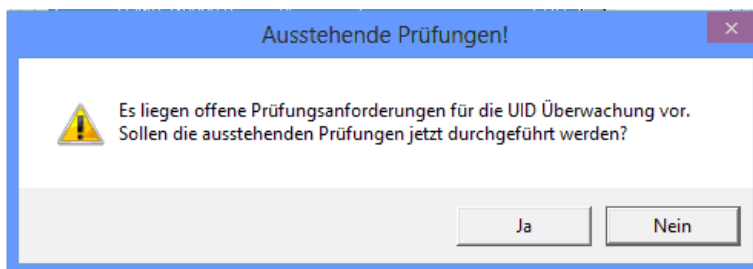 Ausstehende Prüfungen!
Es liegen offene Prüfungsanforderungen für die UID Überwachung vor.
Sollen die ausstehenden Prüfungen jetzt durchgeführt werden?
Ja
Nein